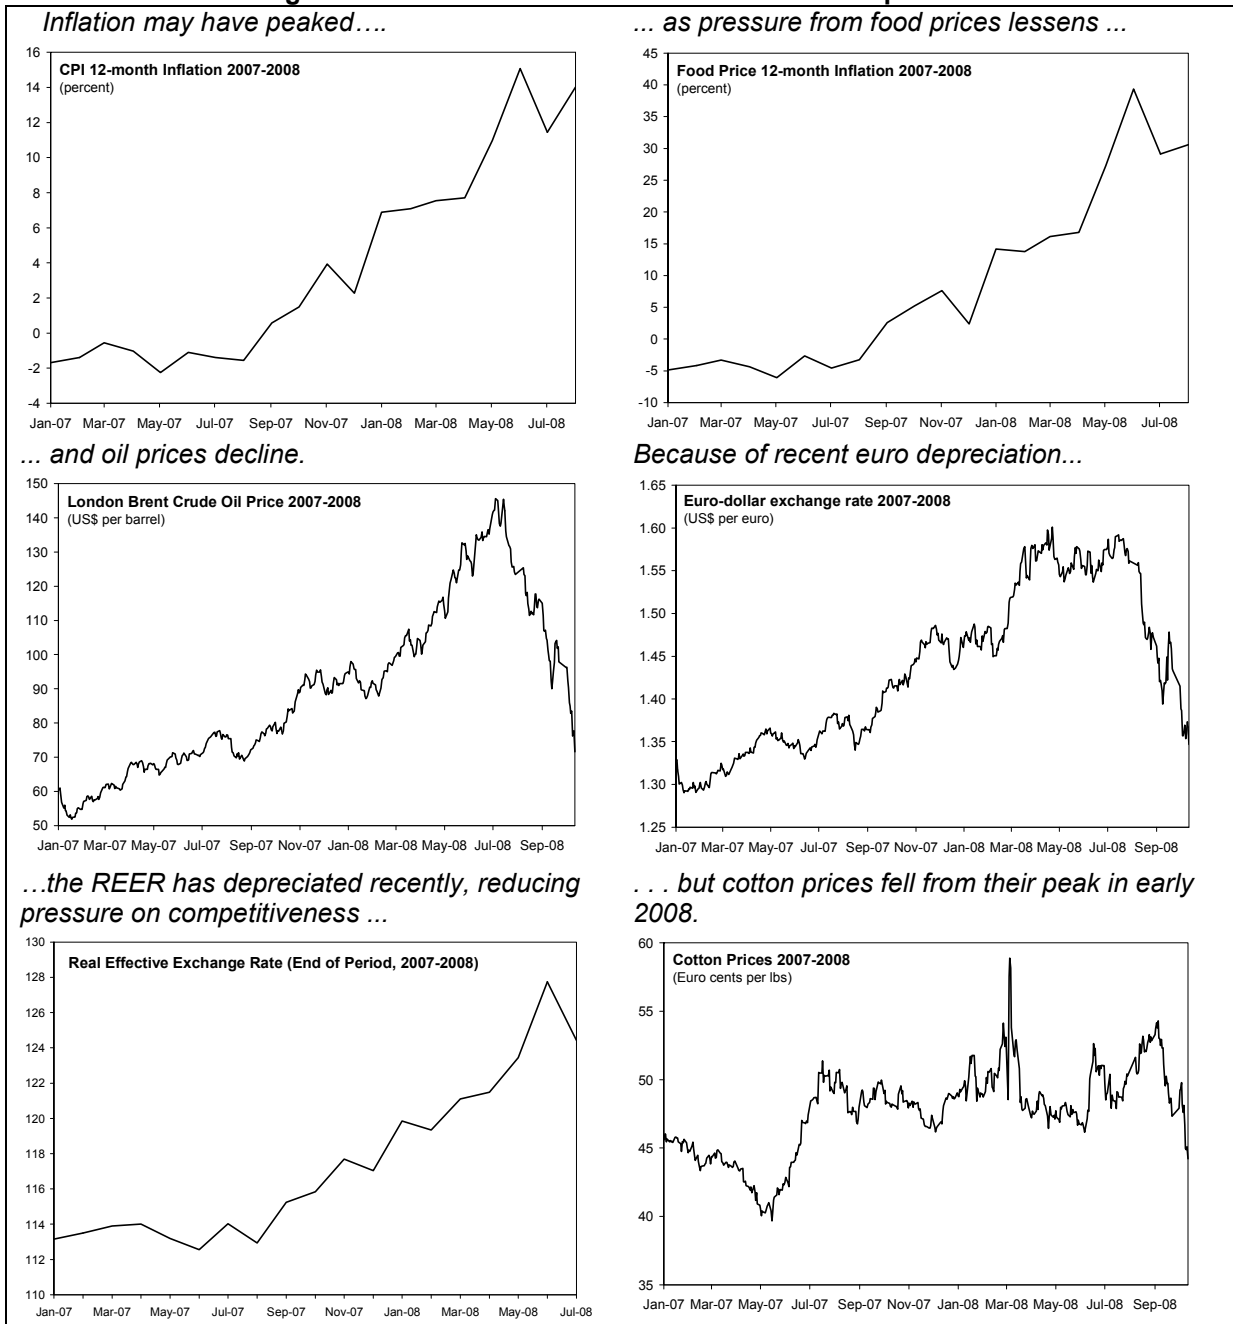 Inflation may have peaked….
... as pressure from food prices lessens ...
CPI 12-month Inflation 2007-2008
(percent)
16
14
12
10
8
6
4
2
0
-2
-4
Jan-07 Mar-07 May-07 Jul-07 Sep-07 Nov-07 Jan-08 Mar-08 May-08 Jul-08
Food Price 12-month Inflation 2007-2008
(percent)
45
40
35
30
25
20
15
10
5
0
-5
-10
Jan-07 Mar-07 May-07 Jul-07 Sep-07 Nov-07 Jan-08 Mar-08 May-08 Jul-08
... and oil prices decline.
Because of recent euro depreciation...
London Brent Crude Oil Price 2007-2008
(US$ per barrel)
150
140
130
120
110
100
90
80
70
60
50
Jan-07 Mar-07 May-07 Jul-07 Sep-07 Nov-07 Jan-08 Mar-08 May-08 Jul-08 Sep-08
Euro-dollar exchange rate 2007-2008
(US$ per euro)
1.65
1.60
1.55
1.50
1.45
1.40
1.35
1.30
1.25
Jan-07 Mar-07 May-07 Jul-07 Sep-07 Nov-07 Jan-08 Mar-08 May-08 Jul-08 Sep-08
…the REER has depreciated recently, reducing
pressure on competitiveness ...
. . . but cotton prices fell from their peak in early
2008.
Real Effective Exchange Rate (End of Period, 2007-2008)
130
128
126
124
122
120
118
116
114
112
110
Jan-07 Mar-07 May-07 Jul-07 Sep-07 Nov-07 Jan-08 Mar-08 May-08 Jul-08
Cotton Prices 2007-2008
(Euro cents per lbs)
60
55
50
45
40
35
Jan-07 Mar-07 May-07 Jul-07 Sep-07 Nov-07 Jan-08 Mar-08 May-08 Jul-08 Sep-08